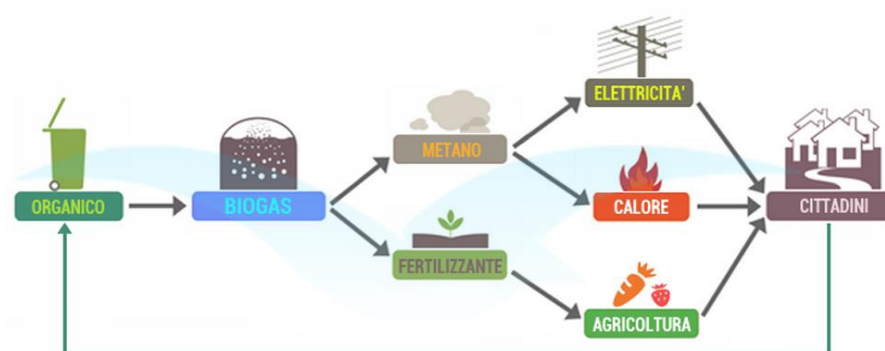 ORGANICO
BIOGAS
METANO
FERTILIZZANTE
ELETTRICITA'
CALORE
AGRICOLTURA
CITTADINI